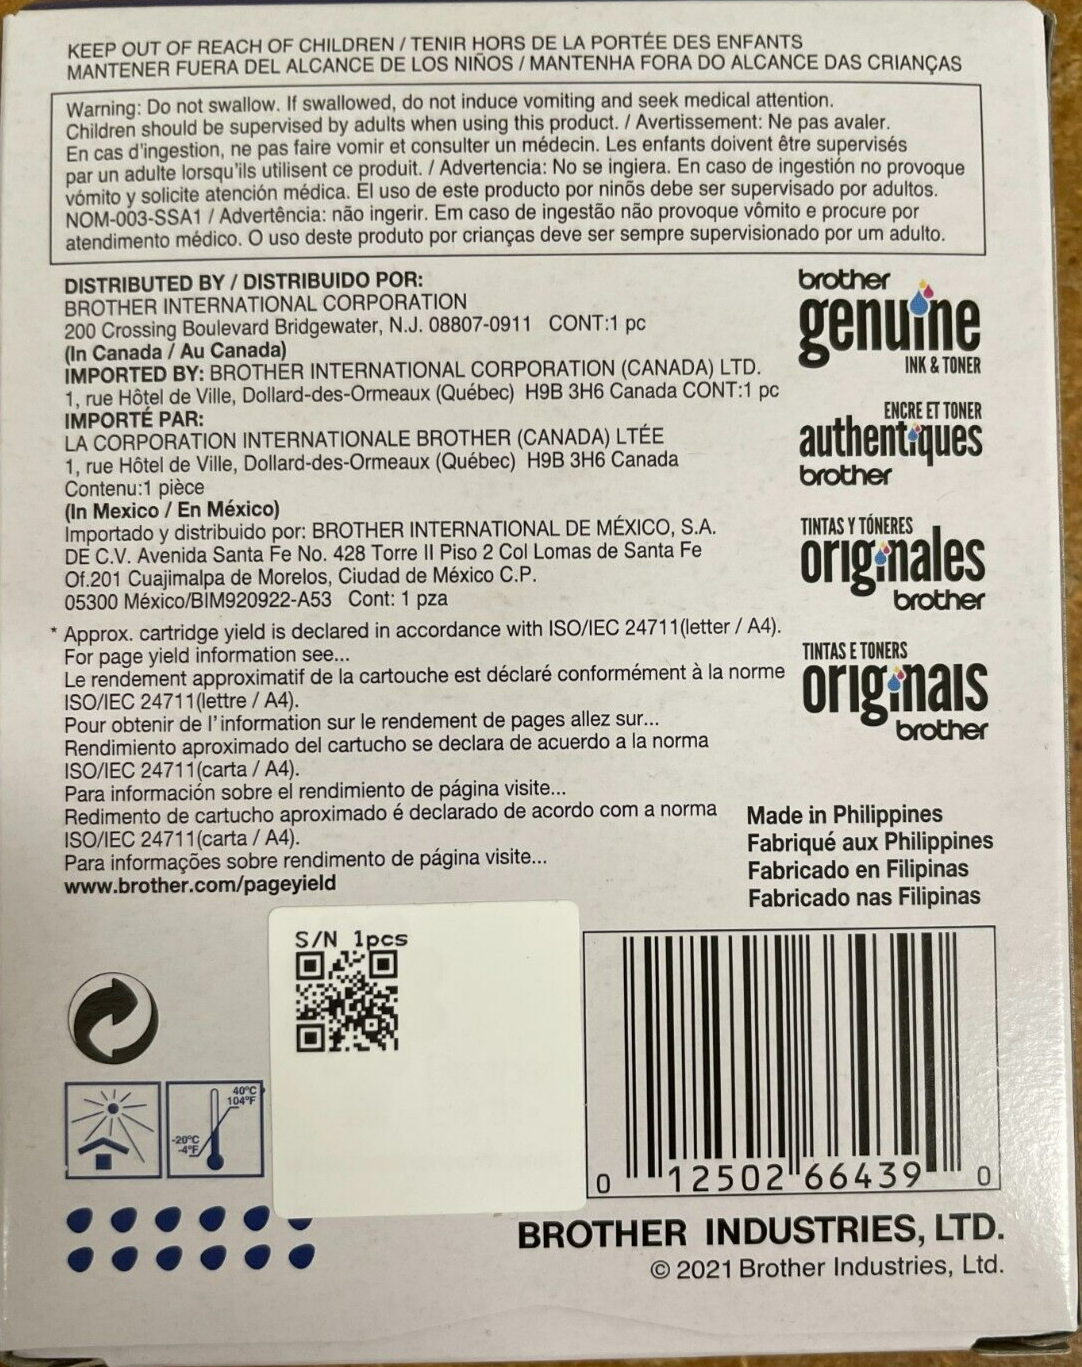 KEEP OUT OF REACH OF CHILDREN / TENIR HORS DE LA PORTÉE DES ENFANTS
MANTENER FUERA DEL ALCANCE DE LOS NIÑOS / MANTENHA FORA DO ALCANCE DAS CRIANÇAS
Warning: Do not swallow. If swallowed, do not induce vomiting and seek medical attention.
Children should be supervised by adults when using this product. / Avertissement: Ne pas avaler.
En cas d'ingestion, ne pas faire vomir et consulter un médecin. Les enfants doivent être supervisés
par un adulte lorsqu'ils utilisent ce produit. / Advertencia: No se ingiera. En caso de ingestión no provoque
vómito y solicite atención médica. El uso de este producto por ninõs debe ser supervisado por adultos.
NOM-003-SSA1 / Advertência: não ingerir. Em caso de ingestão não provoque vômito e procure por
atendimento médico. O uso deste produto por crianças deve ser sempre supervisionado por um adulto.
DISTRIBUTED BY / DISTRIBUIDO POR:
BROTHER INTERNATIONAL CORPORATION
200 Crossing Boulevard Bridgewater, N.J. 08807-0911 CONT:1 pc
(In Canada / Au Canada)
IMPORTED BY: BROTHER INTERNATIONAL CORPORATION (CANADA) LTD.
1, rue Hôtel de Ville, Dollard-des-Ormeaux (Québec) H9B 3H6 Canada CONT:1 pc
IMPORTÉ PAR:
LA CORPORATION INTERNATIONALE BROTHER (CANADA) LTÉE
1, rue Hôtel de Ville, Dollard-des-Ormeaux (Québec) H9B 3H6 Canada
Contenu:1 pièce
(In Mexico / En México)
Importado y distribuido por: BROTHER INTERNATIONAL DE MÉXICO, S.A.
DE C.V. Avenida Santa Fe No. 428 Torre II Piso 2 Col Lomas de Santa Fe
Of.201 Cuajimalpa de Morelos, Ciudad de México C.P.
05300 México/BIM920922-A53 Cont: 1 pza
* Approx. cartridge yield is declared in accordance with ISO/IEC 24711(letter / A4).
For page yield information see...
Le rendement approximatif de la cartouche est déclaré conformément à la norme
ISO/IEC 24711(lettre / A4).
Pour obtenir de l'information sur le rendement de pages allez sur...
Rendimiento aproximado del cartucho se declara de acuerdo a la norma
ISO/IEC 24711(carta / A4).
Para información sobre el rendimiento de página visite...
Redimento de cartucho aproximado é declarado de acordo com a norma
ISO/IEC 24711(carta / A4).
Para informações sobre rendimento de página visite...
www.brother.com/pageyield
brother
genuine
INK & TONER
ENCRE ET TONER
authentiques
brother
TINTAS Y TÓNERES
originales
brother
TINTAS E TONERS
originais
brother
Made in Philippines
Fabriqué aux Philippines
Fabricado en Filipinas
Fabricado nas Filipinas
S/N 1pcs
40°C
104°F
-20°C
-4°F
0 12502 66439 0
BROTHER INDUSTRIES, LTD.
© 2021 Brother Industries, Ltd.